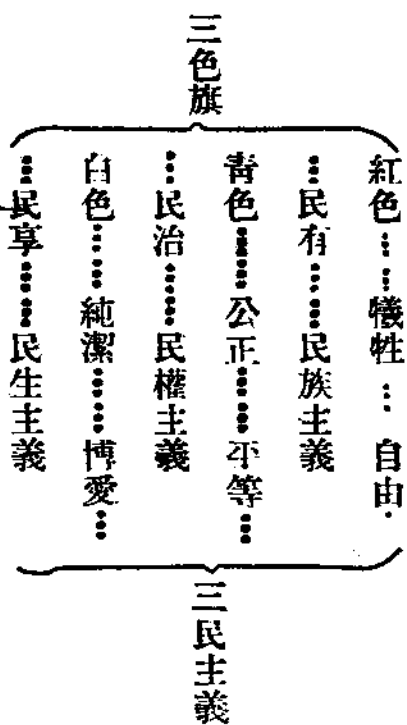 三色旗
紅色……犧牲…自由·
…民有……民族主義
青色……公正……平等…
…民治……民權主義
白色……純潔……博愛…
…民享……民生主義
三民主義